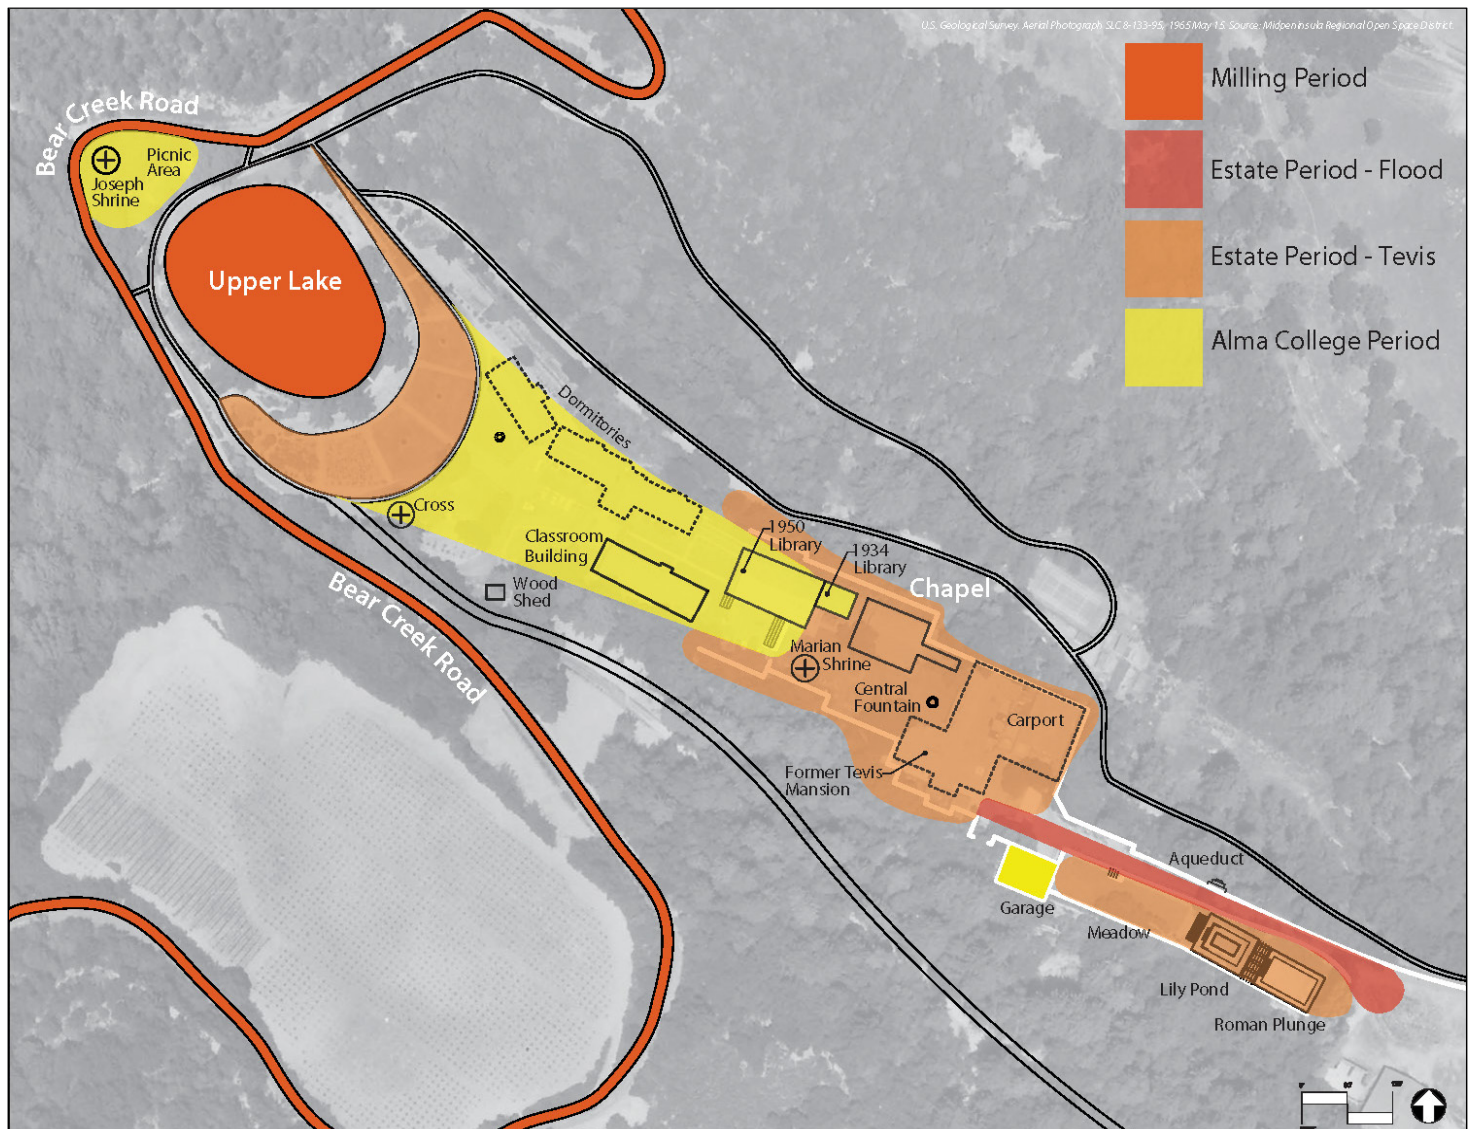 U.S. Geological Survey. Aerial Photograph SLC 8-133-95, 1965 May 15. Source: Midpeninsula Regional Open Space District.
Milling Period
Estate Period - Flood
Estate Period - Tevis
Alma College Period
Bear Creek Road
Picnic
Area
Joseph
Shrine
Upper Lake
Dormitories
Cross
Classroom
Building
1950
Library
1934
Library
Wood
Shed
Chapel
Bear Creek Road
Marian
Shrine
Central
Fountain
Carport
Former Tevis
Mansion
Aqueduct
Garage
Meadow
Lily Pond
Roman Plunge